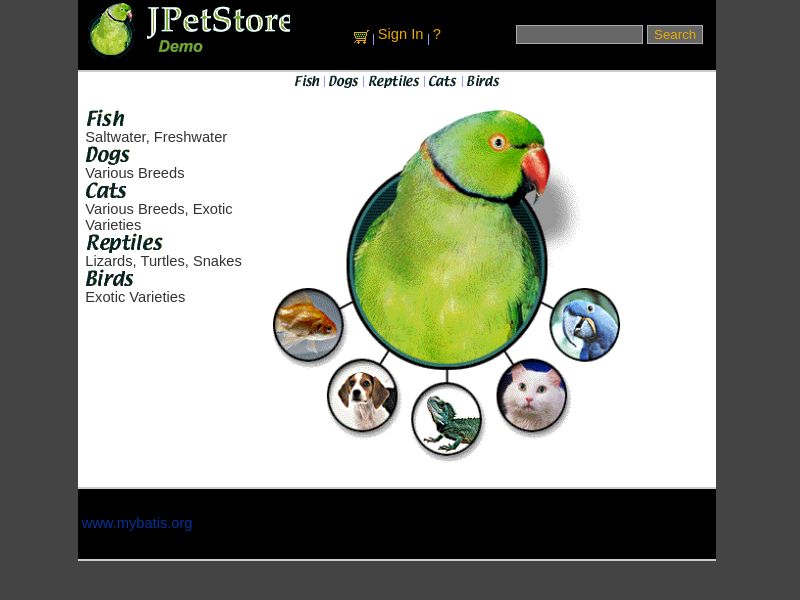 JPetStore
Demo
Sign In ?
Search
Fish Dogs Reptiles Cats Birds
Fish
Saltwater, Freshwater
Dogs
Various Breeds
Cats
Various Breeds, Exotic
Varieties
Reptiles
Lizards, Turtles, Snakes
Birds
Exotic Varieties
www.mybatis.org